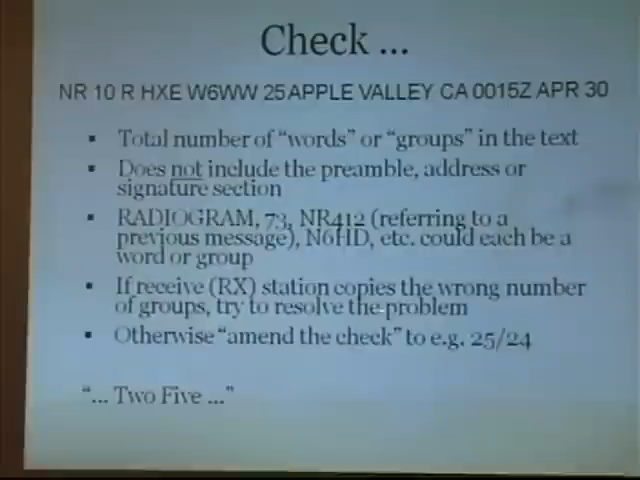 Check ...
NR 10 R HXE W6WW 25 APPLE VALLEY CA 0015Z APR 30
▪ Total number of “words” or “groups” in the text
▪ Does not include the preamble, address or
signature section
▪ RADIOGRAM, 73, NR412 (referring to a
previous message), N6HD, etc. could each be a
word or group
▪ If receive (RX) station copies the wrong number
of groups, try to resolve the problem
▪ Otherwise “amend the check” to e.g. 25/24
“... Two Five ...”